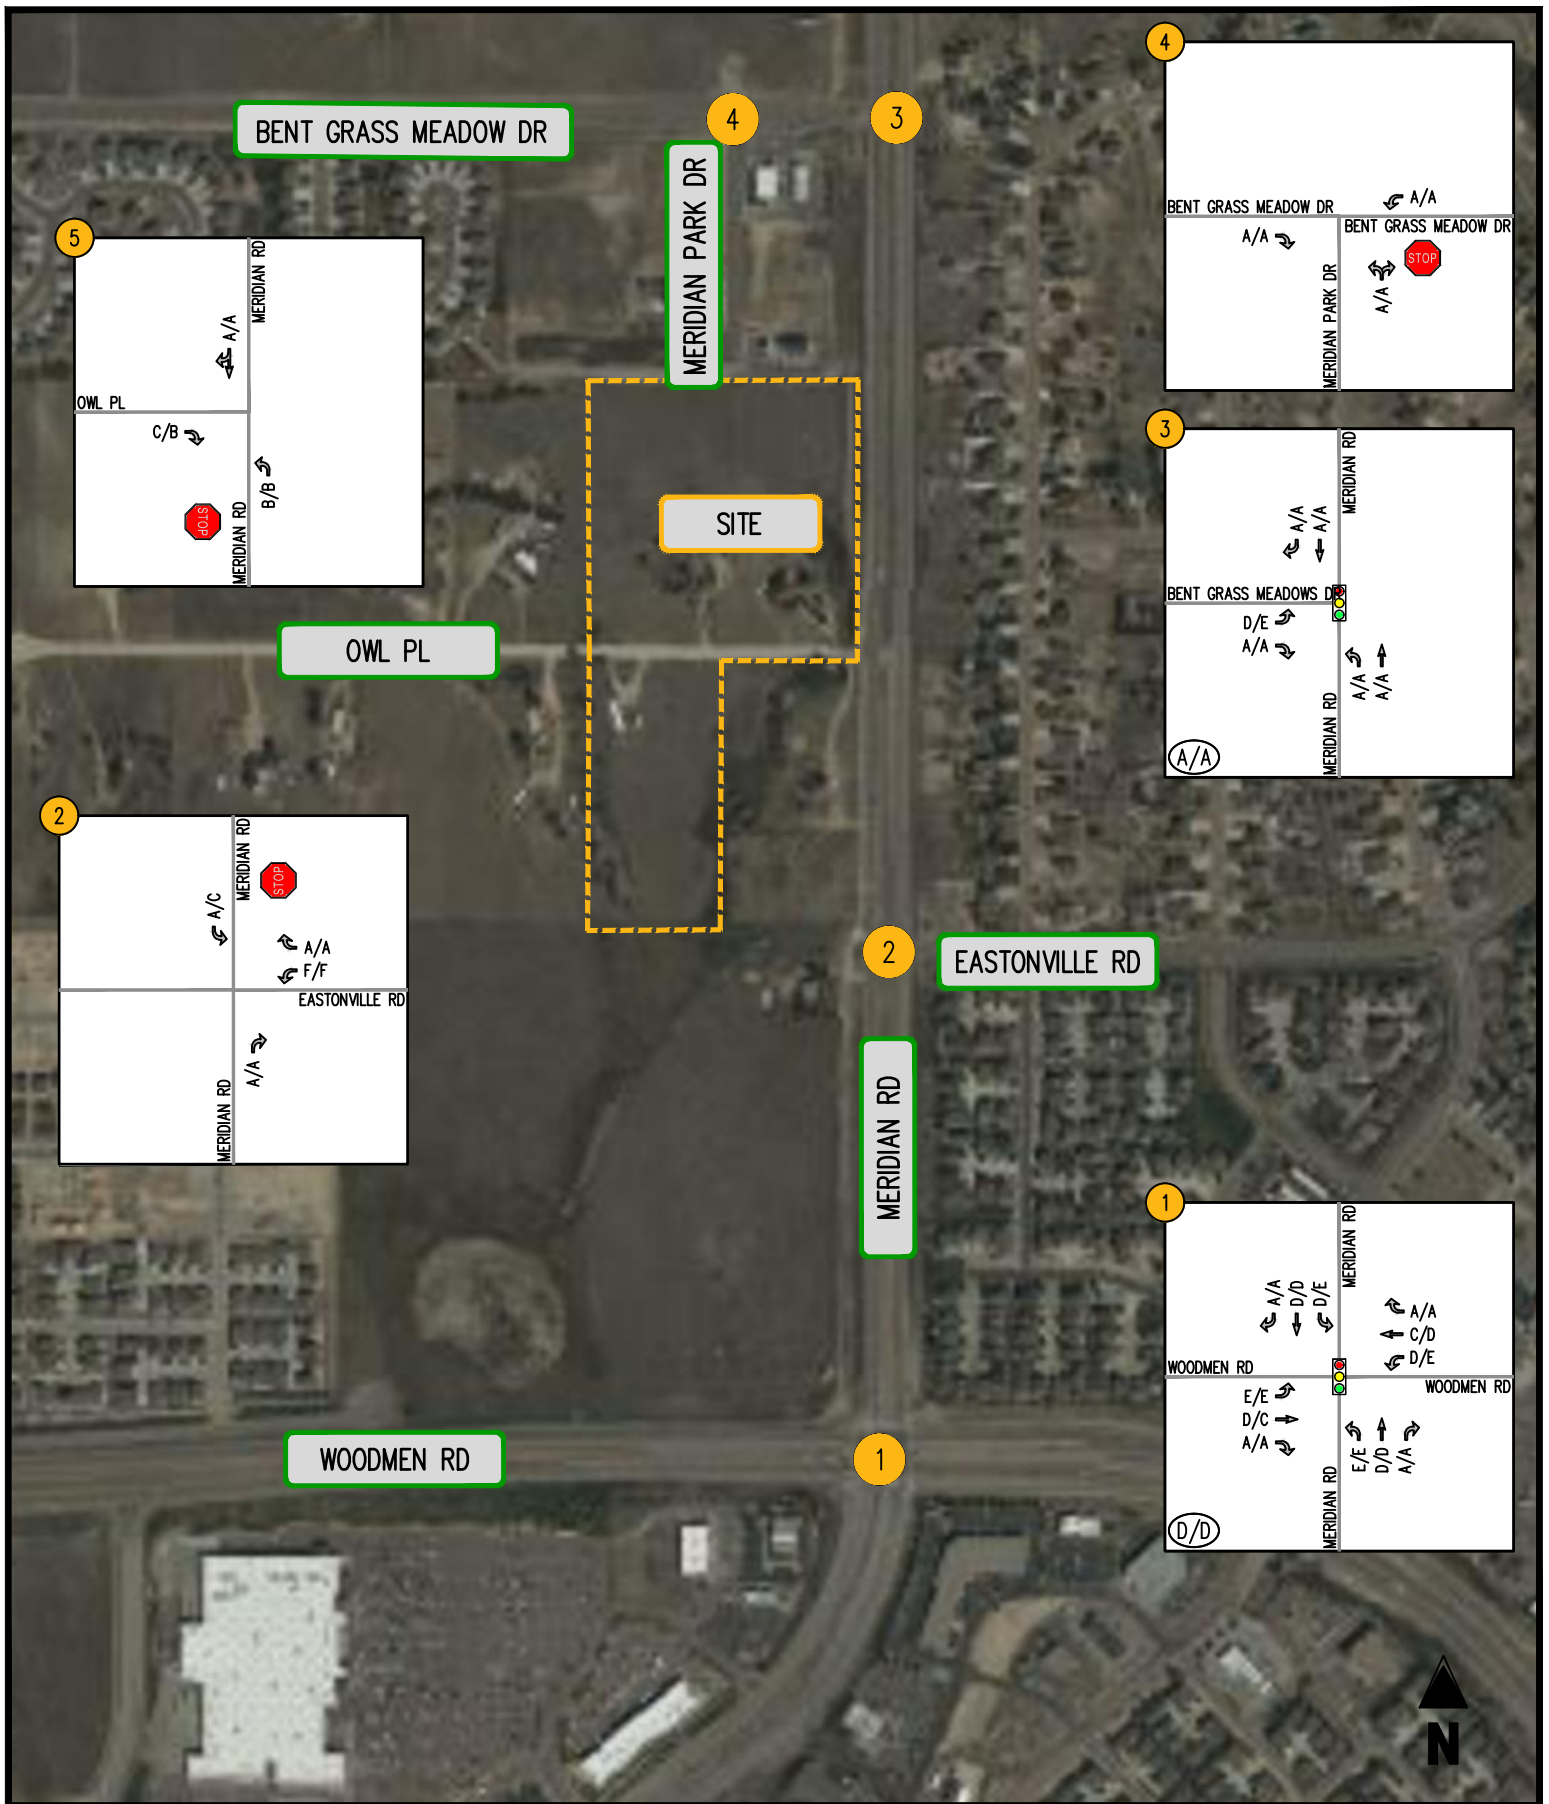 4
BENT GRASS MEADOW DR
4
3
MERIDIAN PARK DR
BENT GRASS MEADOW DR
A/A
BENT GRASS MEADOW DR
A/A
STOP
A/A
MERIDIAN PARK DR
5
MERIDIAN RD
A/A
OWL PL
C/B
B/B
STOP
MERIDIAN RD
3
MERIDIAN RD
A/A
A/A
BENT GRASS MEADOWS DR
D/E
A/A
A/A
A/A
MERIDIAN RD
A/A
SITE
OWL PL
2
MERIDIAN RD
STOP
A/C
A/A
F/F
EASTONVILLE RD
A/A
MERIDIAN RD
2
EASTONVILLE RD
MERIDIAN RD
1
MERIDIAN RD
A/A
D/D
D/E
A/A
C/D
D/E
WOODMEN RD
WOODMEN RD
E/E
D/C
A/A
E/E
D/D
A/A
MERIDIAN RD
D/D
WOODMEN RD
1
N